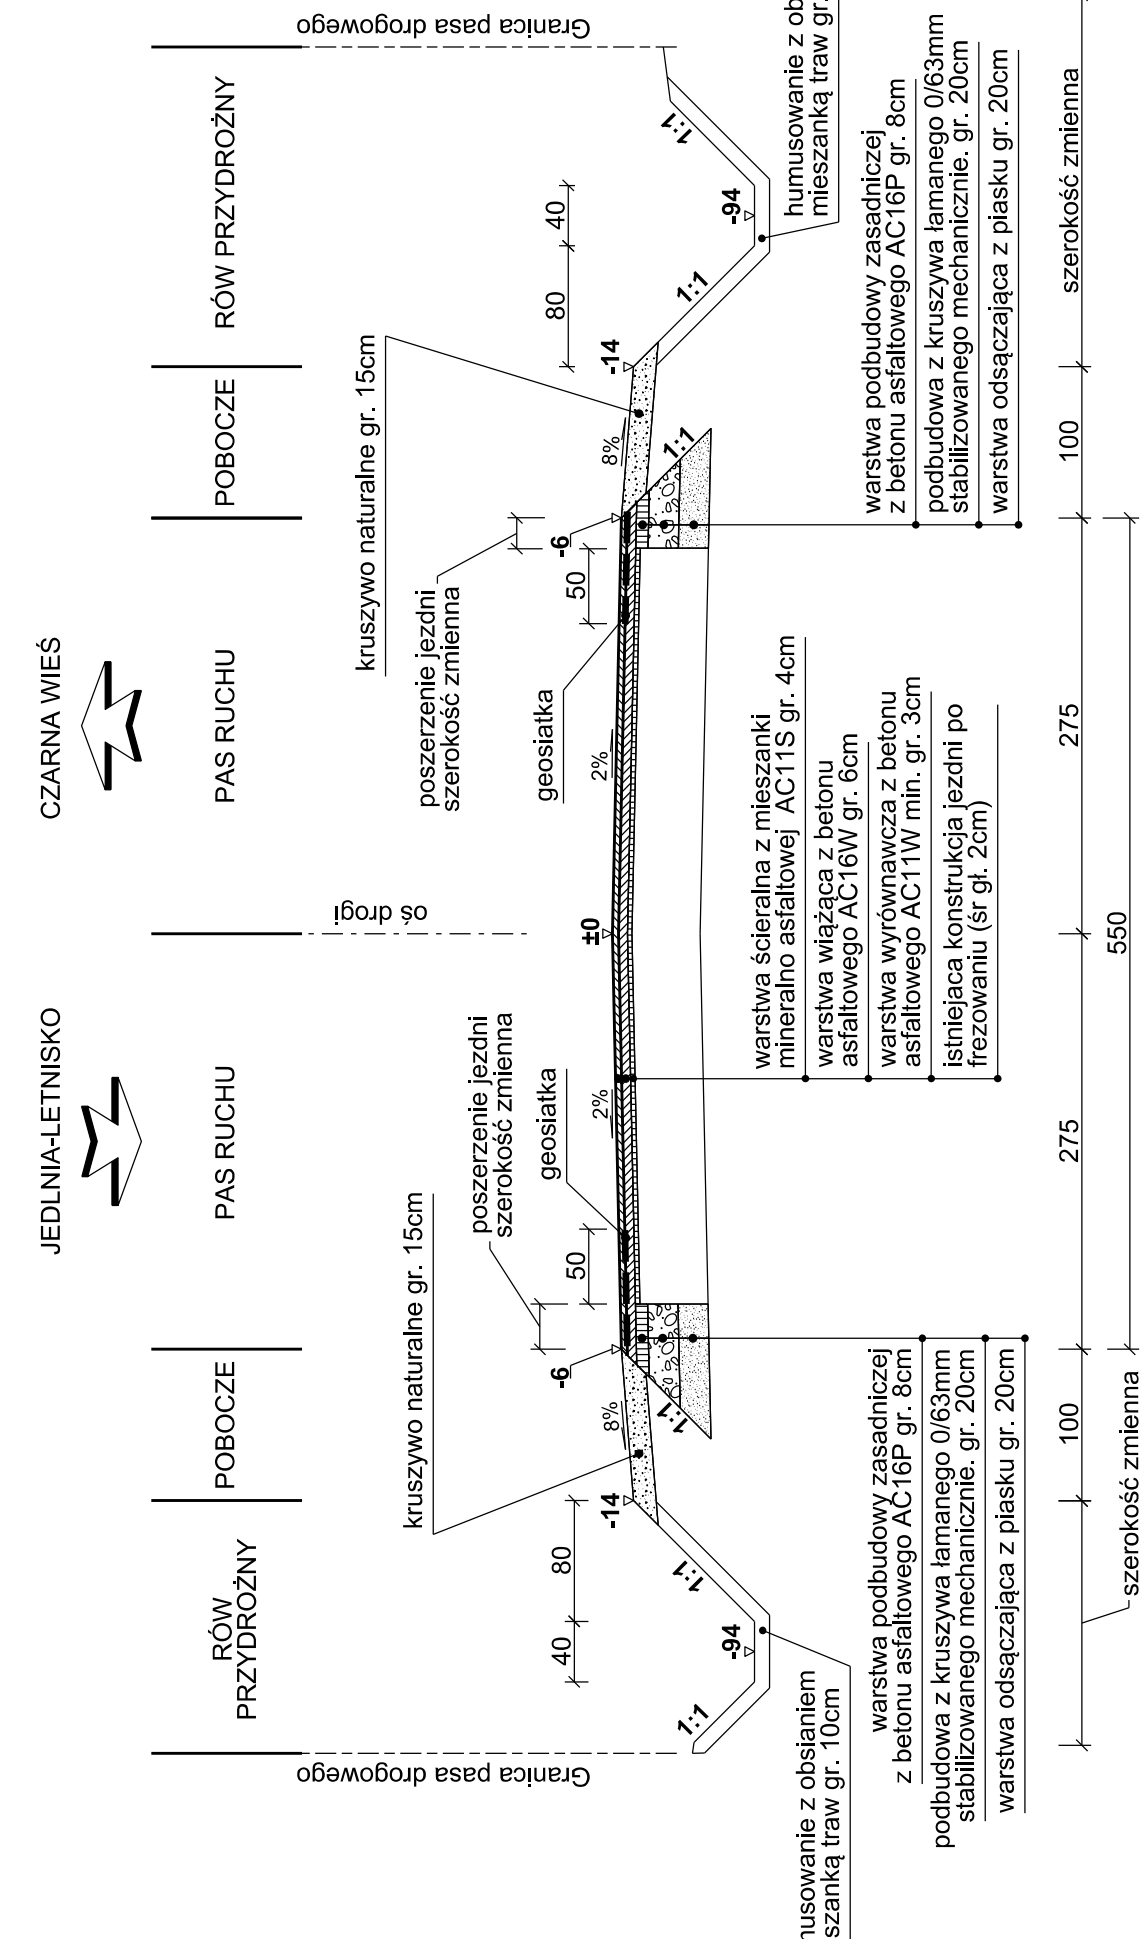 JEDLNIA-LETNISKO
CZARNA WIEŚ
RÓW
PRZYDROŻNY
POBOCZE
PAS RUCHU
PAS RUCHU
POBOCZE
RÓW PRZYDROŻNY
Granica pasa drogowego
oś drogi
Granica pasa drogowego
kruszywo naturalne gr. 15cm
poszerzenie jezdni
szerokość zmienna
geosiatka
geosiatka
poszerzenie jezdni
szerokość zmienna
kruszywo naturalne gr. 15cm
40
80
50
50
80
40
1:1
-94
1:1
-14
8%
-6
1:1
2%
±0
2%
-6
8%
1:1
-14
1:1
-94
1:1
warstwa ścieralna z mieszanki
mineralno asfaltowej AC11S gr. 4cm
warstwa wiążąca z betonu
asfaltowego AC16W gr. 6cm
warstwa wyrównawcza z betonu
asfaltowego AC11W min. gr. 3cm
istniejaca konstrukcja jezdni po
frezowaniu (śr gł. 2cm)
z obsianiem
traw gr. 10cm
humusowanie z
mieszanką traw gr.
warstwa podbudowy zasadniczej
z betonu asfaltowego AC16P gr. 8cm
podbudowa z kruszywa łamanego 0/63mm
stabilizowanego mechanicznie. gr. 20cm
warstwa odsączająca z piasku gr. 20cm
warstwa podbudowy zasadniczej
z betonu asfaltowego AC16P gr. 8cm
podbudowa z kruszywa łamanego 0/63mm
stabilizowanego mechanicznie. gr. 20cm
warstwa odsączająca z piasku gr. 20cm
100
275
275
100
szerokość zmienna
szerokość zmienna
550